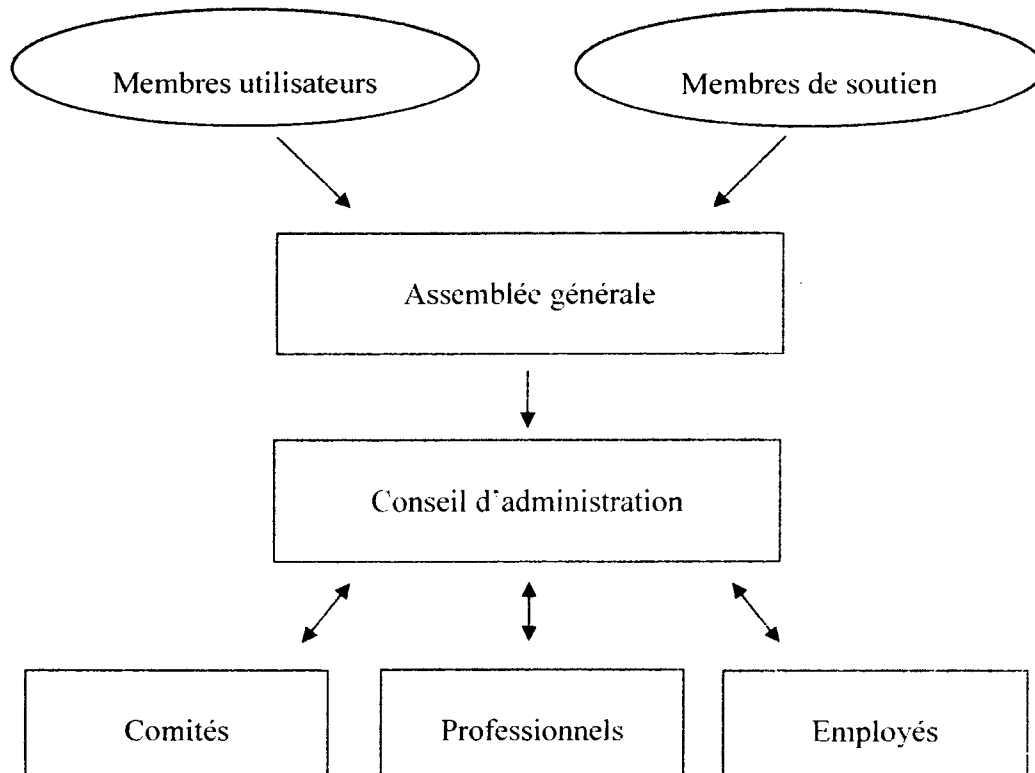 Membres utilisateurs
Membres de soutien
Assemblée générale
Conseil d'administration
Comités
Professionnels
Employés